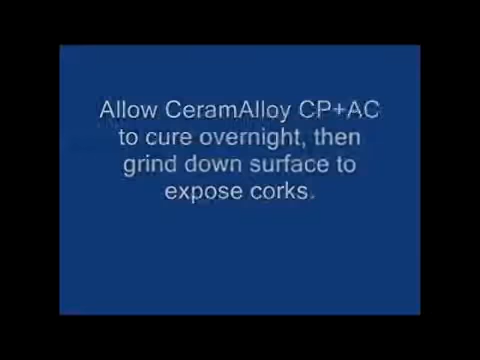 Allow CeramAlloy CP+AC
to cure overnight, then
grind down surface to
expose corks.